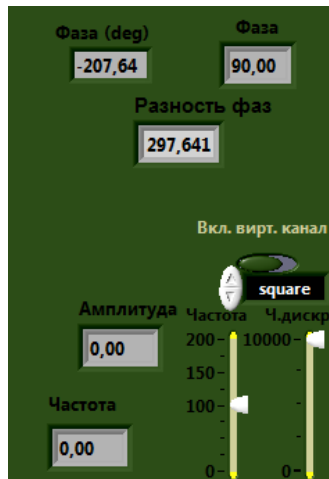 Фаза (deg)
Фаза
-207,64
90,00
Разность фаз
297,641
Вкл. вирт. канал
square
Амплитуда
Частота
Ч.дискр
0,00
200
10000
150
100
Частота
0,00
0
0